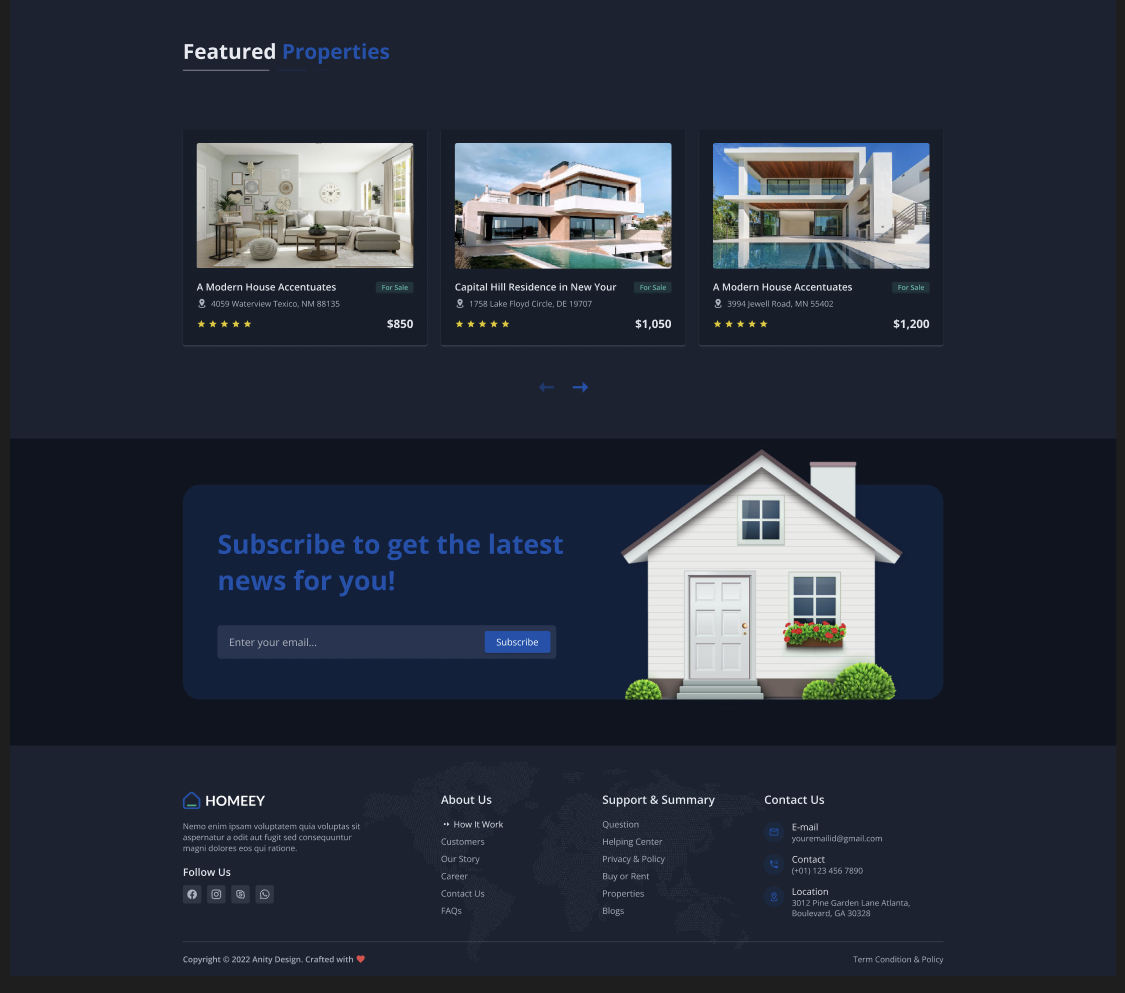 Featured Properties
A Modern House Accentuates
For Sale
4059 Waterview Texico, NM 88135
$850
Capital Hill Residence in New Your
For Sale
1758 Lake Floyd Circle, DE 19707
$1,050
A Modern House Accentuates
For Sale
3994 Jewell Road, MN 55402
$1,200
Subscribe to get the latest
news for you!
Enter your email...
Subscribe
HOMEEY
Nemo enim ipsam voluptatem quia voluptas sit
aspernatur a odit aut fugit sed consequuntur
magni dolores eos qui ratione.
Follow Us
About Us
How It Work
Customers
Our Story
Career
Contact Us
FAQs
Support & Summary
Question
Helping Center
Privacy & Policy
Buy or Rent
Properties
Blogs
Contact Us
E-mail
youremailid@gmail.com
Contact
(+01) 123 456 7890
Location
3012 Pine Garden Lane Atlanta,
Boulevard, GA 30328
Copyright © 2022 Anity Design. Crafted with ❤
Term Condition & Policy